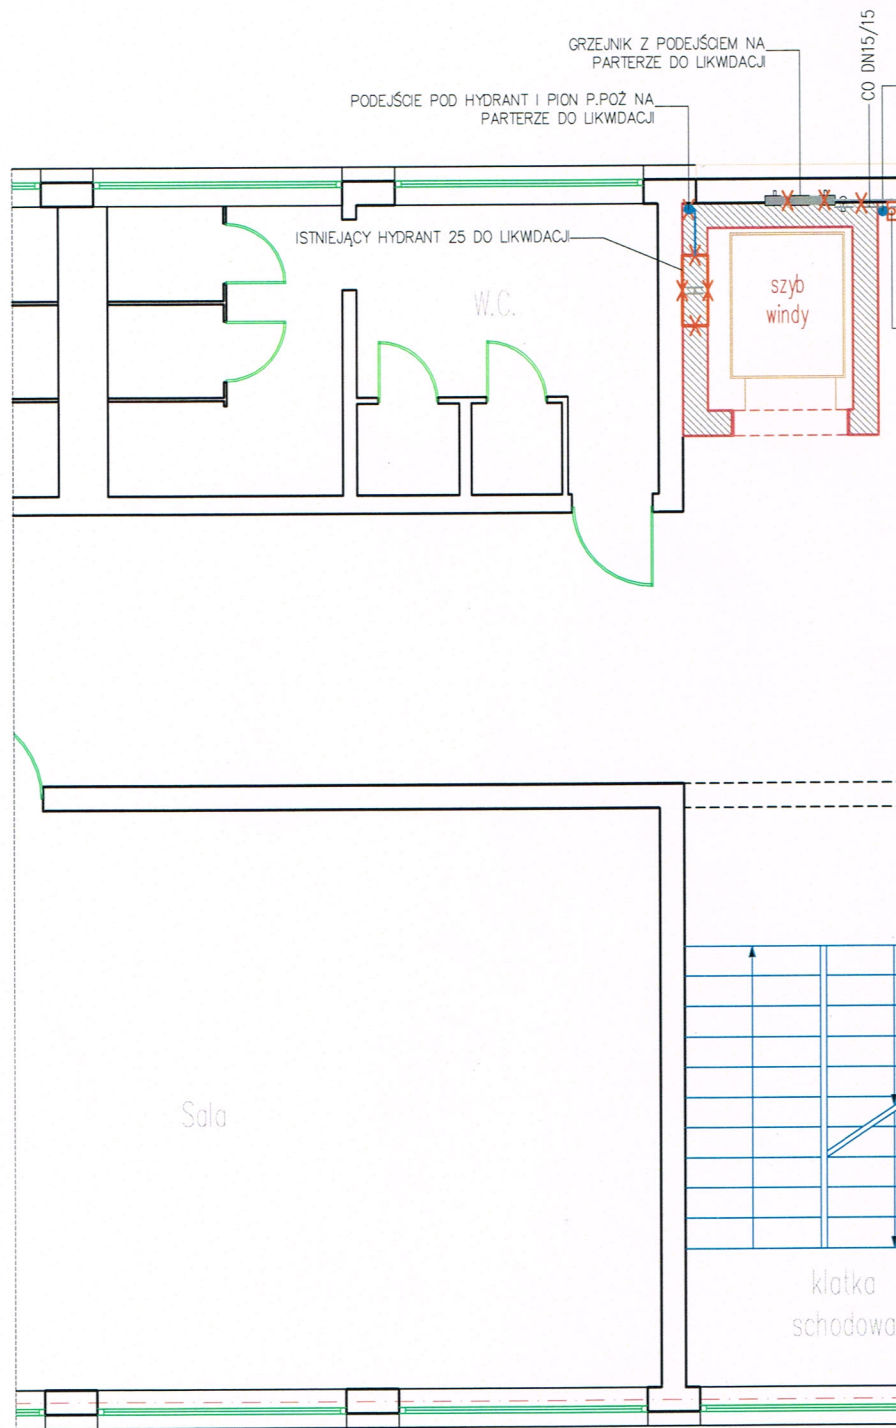 GRZEJNIK Z PODEJŚCIEM NA
PARTERZE DO LIKWIDACJI
CO DN15/15
PODEJŚCIE POD HYDRANT I PION P.POŻ NA
PARTERZE DO LIKWIDACJI
ISTNIEJĄCY HYDRANT 25 DO LIKWIDACJI
W.C.
szyb
windy
Sala
klatka
schodowa